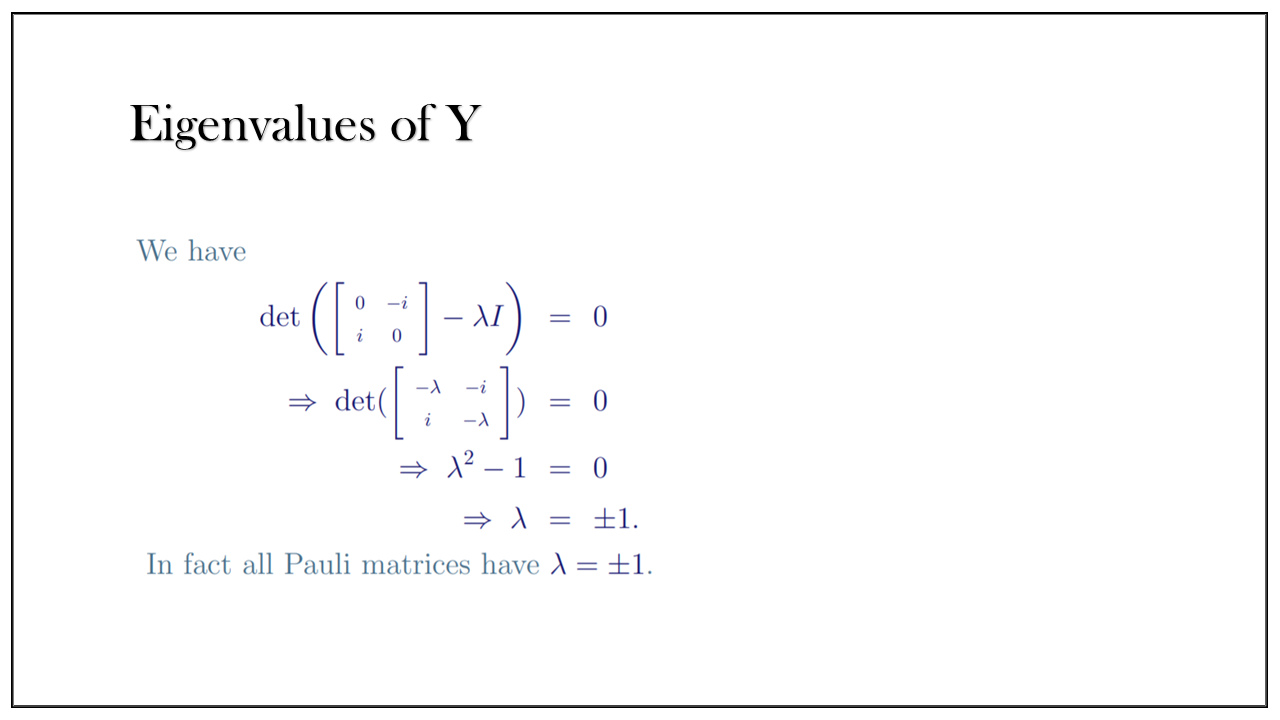 Eigenvalues of Y
We have
det([ 0 −i ; i 0 ] − λI) = 0
⇒ det([ −λ −i ; i −λ ]) = 0
⇒ λ² − 1 = 0
⇒ λ = ±1.
In fact all Pauli matrices have λ = ±1.